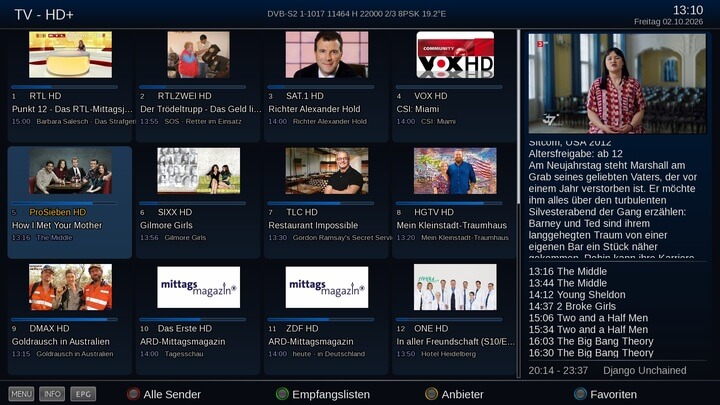 TV - HD+
DVB-S2 1-1017 11464 H 22000 2/3 8PSK 19.2°E
13:10
Freitag 02.10.2026
COMMUNITY
VOXHD
1 RTL HD
Punkt 12 - Das RTL-Mittagsj...
15:00 Barbara Salesch - Das Strafgeri
2 RTLZWEI HD
Der Trödeltrupp - Das Geld li...
13:55 SOS - Retter im Einsatz
3 SAT.1 HD
Richter Alexander Hold
14:00 Richter Alexander Hold
4 VOX HD
CSI: Miami
14:00 CSI: Miami
5 ProSieben HD
How I Met Your Mother
13:16 The Middle
6 SIXX HD
Gilmore Girls
13:56 Gilmore Girls
7 TLC HD
Restaurant Impossible
13:30 Gordon Ramsay's Secret Servi
8 HGTV HD
Mein Kleinstadt-Traumhaus
13:20 Mein Kleinstadt-Traumhaus
mittags
magazin
mittags
magazin
9 DMAX HD
Goldrausch in Australien
13:15 Goldrausch in Australien
10 Das Erste HD
ARD-Mittagsmagazin
14:00 Tagesschau
11 ZDF HD
ARD-Mittagsmagazin
14:00 heute - in Deutschland
12 ONE HD
In aller Freundschaft (S10/E...
13:50 Hotel Heidelberg
Sitcom, USA 2012
Altersfreigabe: ab 12
Am Neujahrstag steht Marshall am
Grab seines geliebten Vaters, der vor
einem Jahr verstorben ist. Er möchte
ihm alles über den turbulenten
Silvesterabend der Gang erzählen:
Barney und Ted sind ihrem
langgehegten Traum von einer
eigenen Bar ein Stück näher
gekommen, Robin kann ihre Karriere
13:16 The Middle
13:44 The Middle
14:12 Young Sheldon
14:37 2 Broke Girls
15:06 Two and a Half Men
15:34 Two and a Half Men
16:03 The Big Bang Theory
16:30 The Big Bang Theory
20:14 - 23:37 Django Unchained
MENU INFO EPG
Alle Sender
Empfangslisten
Anbieter
Favoriten